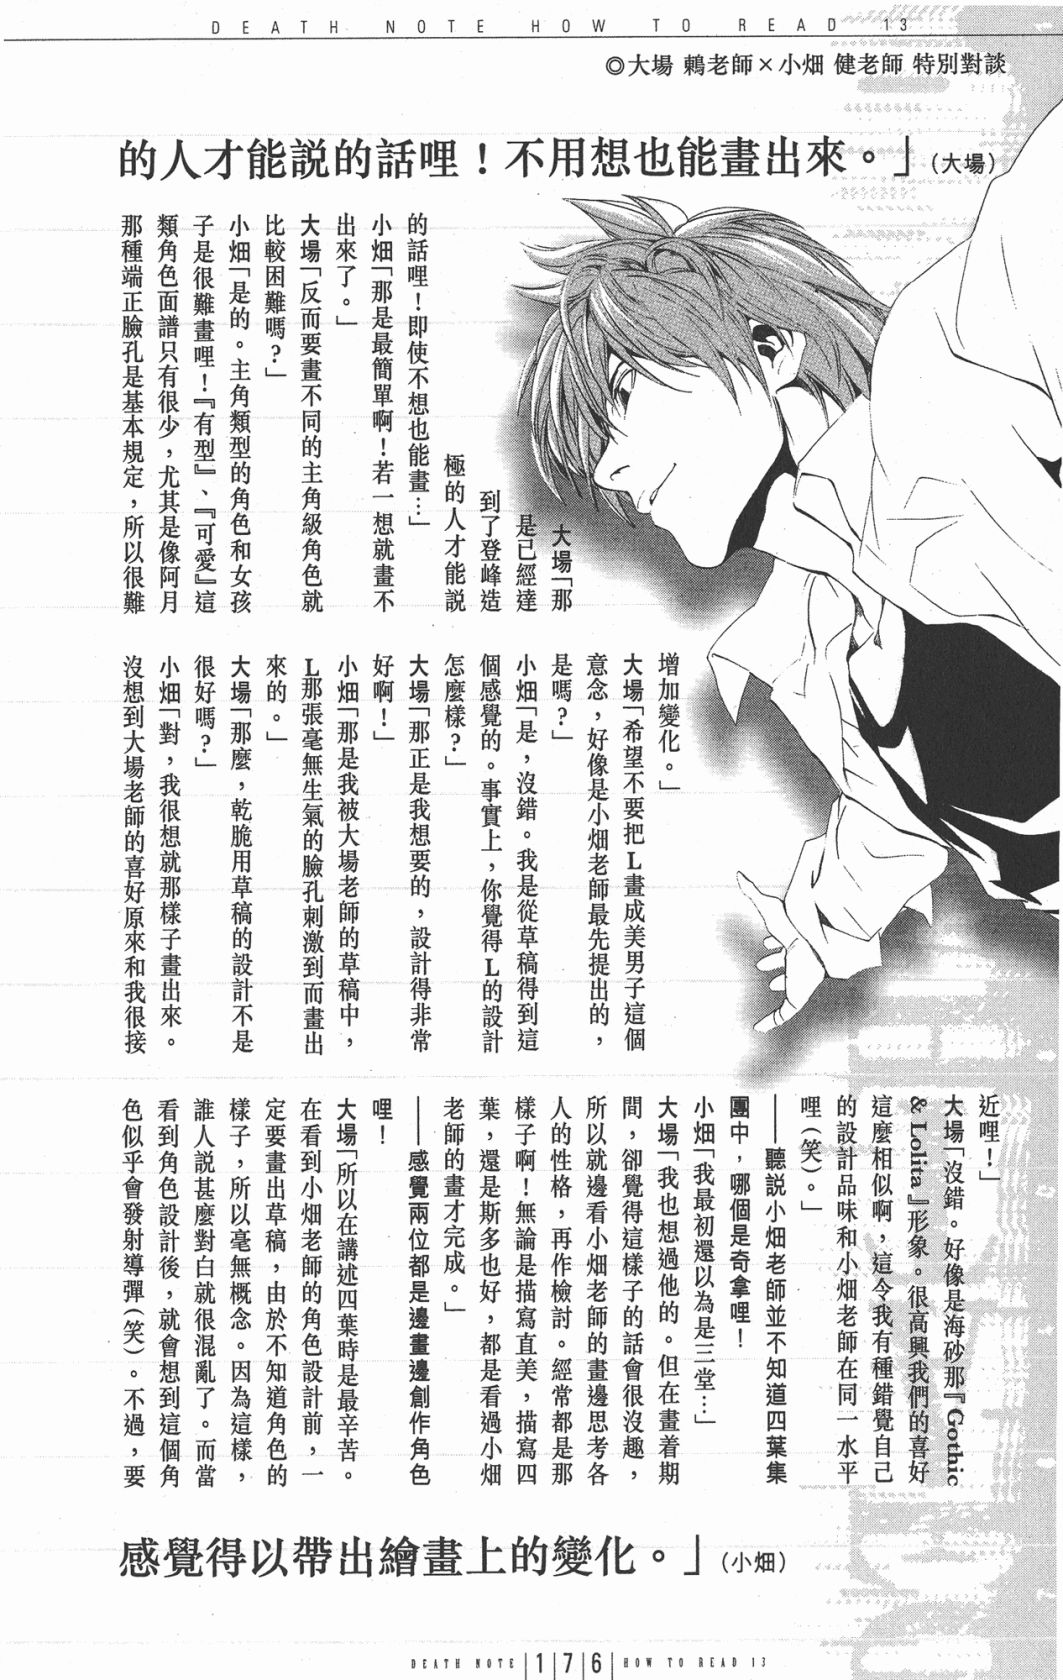 DEATH NOTE HOW TO READ 13
◎大場 鶇老師×小畑 健老師 特別對談
的人才能説的話哩！不用想也能畫出來。」（大場）
大場「那
是已經達
到了登峰造
極的人才能說
的話哩！即使不想也能畫…」
小畑「那是最簡單啊！若一想就畫不
出來了。」
大場「反而要畫不同的主角級角色就
比較困難嗎？」
小畑「是的。主角類型的角色和女孩
子是很難畫哩！『有型』、『可愛』這
類角色面譜只有很少，尤其是像阿月
那種端正臉孔是基本規定，所以很難
增加變化。」
大場「希望不要把L畫成美男子這個
意念，好像是小畑老師最先提出的，
是嗎？」
小畑「是，沒錯。我是從草稿得到這
個感覺的。事實上，你覺得L的設計
怎麼樣？」
大場「那正是我想要的，設計得非常
好啊！」
小畑「那是我被大場老師的草稿中，
L那張毫無生氣的臉孔刺激到而畫出
來的。」
大場「那麼，乾脆用草稿的設計不是
很好嗎？」
小畑「對，我很想就那樣子畫出來。
沒想到大場老師的喜好原來和我很接
近哩！」
大場「沒錯。好像是海砂那『Gothic
& Lolita』形象。很高興我們的喜好
這麼相似啊，這令我有種錯覺自己
的設計品味和小畑老師在同一水平
哩（笑）。」
——聽説小畑老師並不知道四葉集
團中，哪個是奇拿哩！
小畑「我最初還以為是三堂…」
大場「我也想過他的。但在畫着期
間，卻覺得這樣子的話會很沒趣，
所以就邊看小畑老師的畫邊思考各
人的性格，再作檢討。經常都是那
樣子啊！無論是描寫直美，描寫四
葉，還是斯多也好，都是看過小畑
老師的畫才完成。」
——感覺兩位都是邊畫邊創作角色
哩！
大場「所以在講述四葉時是最辛苦。
在看到小畑老師的角色設計前，一
定要畫出草稿，由於不知道角色的
樣子，所以毫無概念。因為這樣，
誰人説甚麼對白就很混亂了。而當
看到角色設計後，就會想到這個角
色似乎會發射導彈（笑）。不過，要
感覺得以帶出繪畫上的變化。」（小畑）
DEATH NOTE 176 HOW TO READ 13